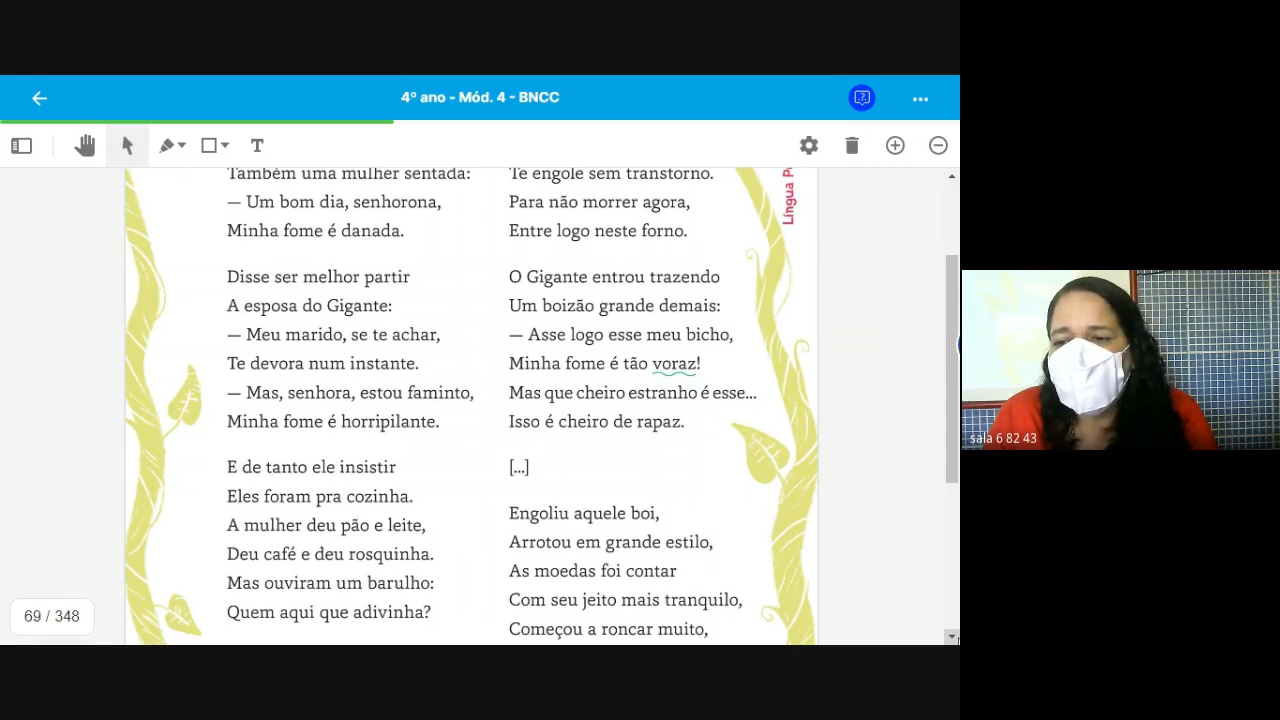 4º ano - Mód. 4 - BNCC
Também uma mulher sentada:
— Um bom dia, senhorona,
Minha fome é danada.
Disse ser melhor partir
A esposa do Gigante:
— Meu marido, se te achar,
Te devora num instante.
— Mas, senhora, estou faminto,
Minha fome é horripilante.
E de tanto ele insistir
Eles foram pra cozinha.
A mulher deu pão e leite,
Deu café e deu rosquinha.
Mas ouviram um barulho:
Quem aqui que adivinha?
Te engole sem transtorno.
Para não morrer agora,
Entre logo neste forno.
O Gigante entrou trazendo
Um boizão grande demais:
— Asse logo esse meu bicho,
Minha fome é tão voraz!
Mas que cheiro estranho é esse...
Isso é cheiro de rapaz.
[...]
Engoliu aquele boi,
Arrotou em grande estilo,
As moedas foi contar
Com seu jeito mais tranquilo,
Começou a roncar muito,
Língua P
69 / 348
sala 6 82 43